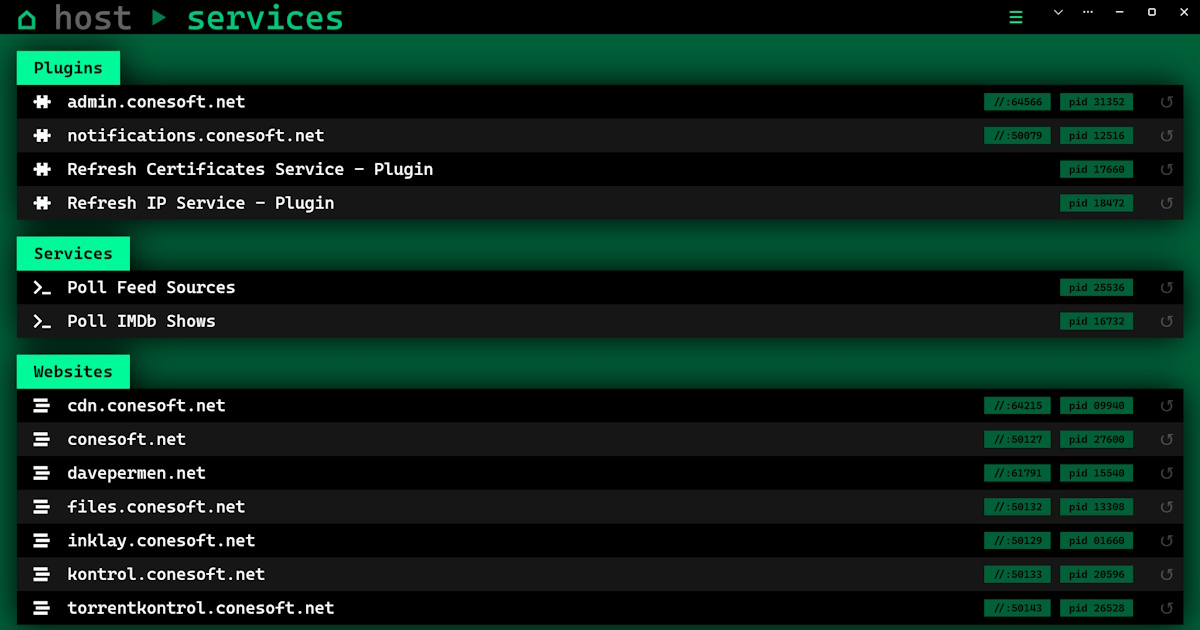 host services
Plugins
admin.conesoft.net //:64566 pid 31352
notifications.conesoft.net //:50079 pid 12516
Refresh Certificates Service - Plugin pid 17660
Refresh IP Service - Plugin pid 18472
Services
Poll Feed Sources pid 25536
Poll IMDb Shows pid 16732
Websites
cdn.conesoft.net //:64215 pid 09940
conesoft.net //:50127 pid 27600
davepermen.net //:61791 pid 15540
files.conesoft.net //:50132 pid 13308
inklay.conesoft.net //:50129 pid 01660
kontrol.conesoft.net //:50133 pid 20596
torrentkontrol.conesoft.net //:50143 pid 26528